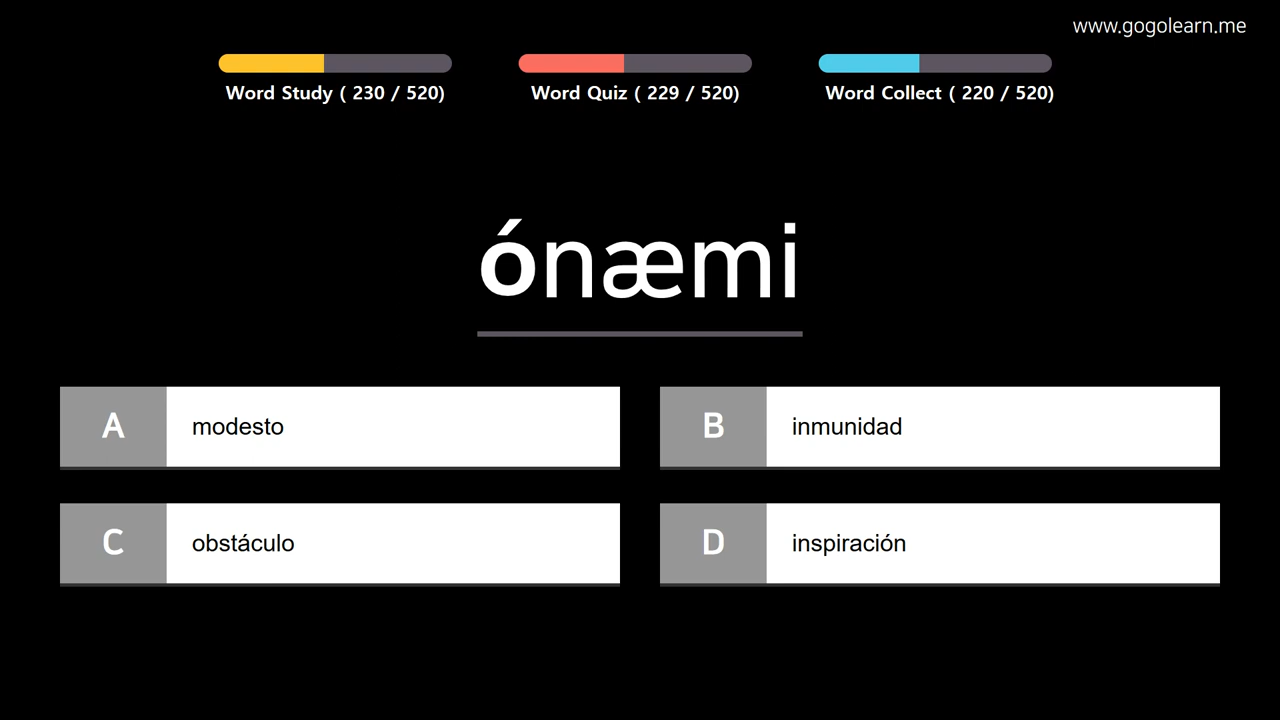 www.gogolearn.me
Word Study ( 230 / 520)
Word Quiz ( 229 / 520)
Word Collect ( 220 / 520)
ónæmi
A modesto
B inmunidad
C obstáculo
D inspiración